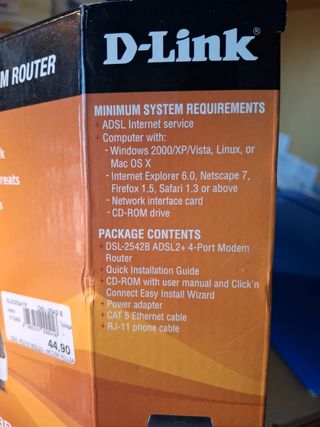 D-Link®
M ROUTER
MINIMUM SYSTEM REQUIREMENTS
+ ADSL Internet service
+ Computer with:
- Windows 2000/XP/Vista, Linux, or
Mac OS X
- Internet Explorer 6.0, Netscape 7,
Firefox 1.5, Safari 1.3 or above
- Network interface card
- CD-ROM drive
PACKAGE CONTENTS
+ DSL-2542B ADSL2+ 4-Port Modem
Router
+ Quick Installation Guide
+ CD-ROM with user manual and Click'n
Connect Easy Install Wizard
+ Power Adapter
+ CAT 5 Ethernet cable
+ RJ-11 phone cable
k
reats
s
DSL-2542 B
44,90